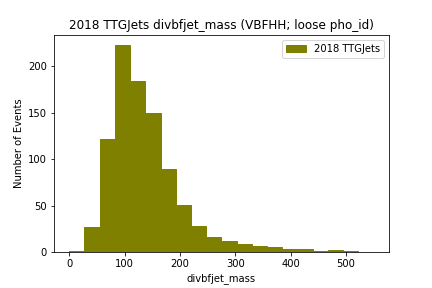 2018 TTGJets divbfjet_mass (VBFHH; loose pho_id)
2018 TTGJets
Number of Events
200
150
100
50
0
0 100 200 300 400 500
divbfjet_mass